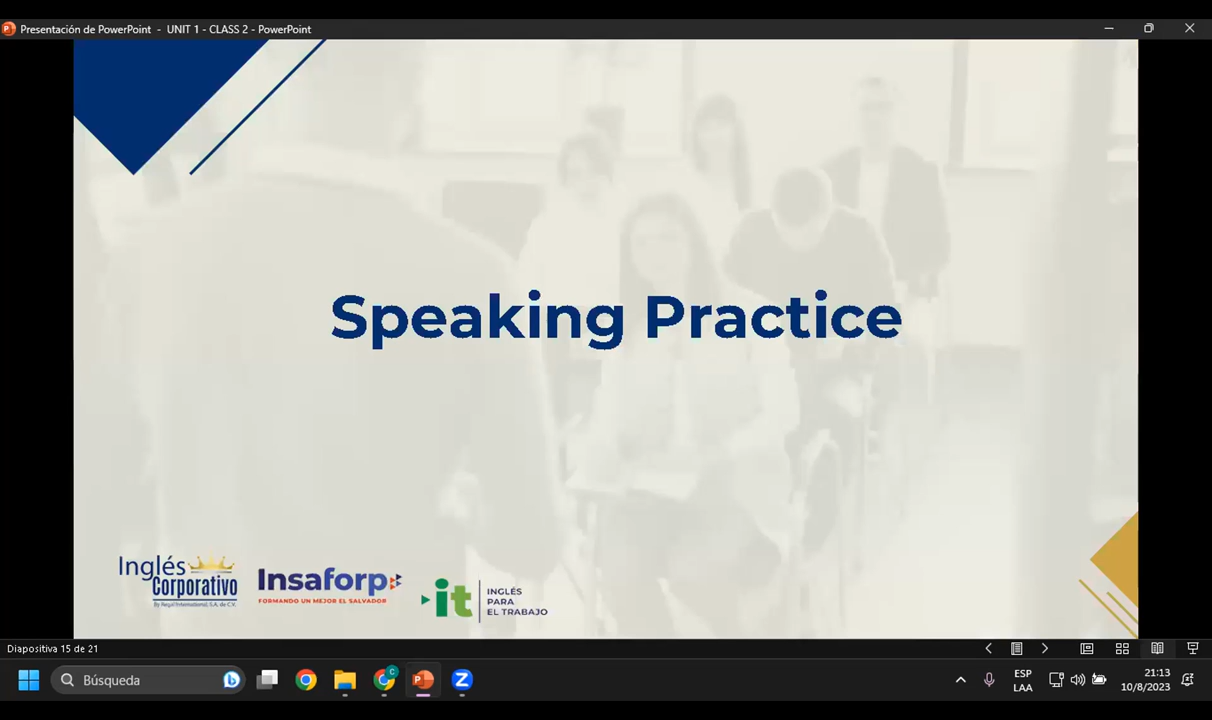 Presentación de PowerPoint - UNIT 1 - CLASS 2 - PowerPoint
Speaking Practice
Inglés
Corporativo
By Regal International, S.A. de C.V.
Insaforp
FORMANDO UN MEJOR EL SALVADOR
it
INGLÉS
PARA
EL TRABAJO
Diapositiva 15 de 21
Búsqueda
ESP
LAA
21:13
10/8/2023